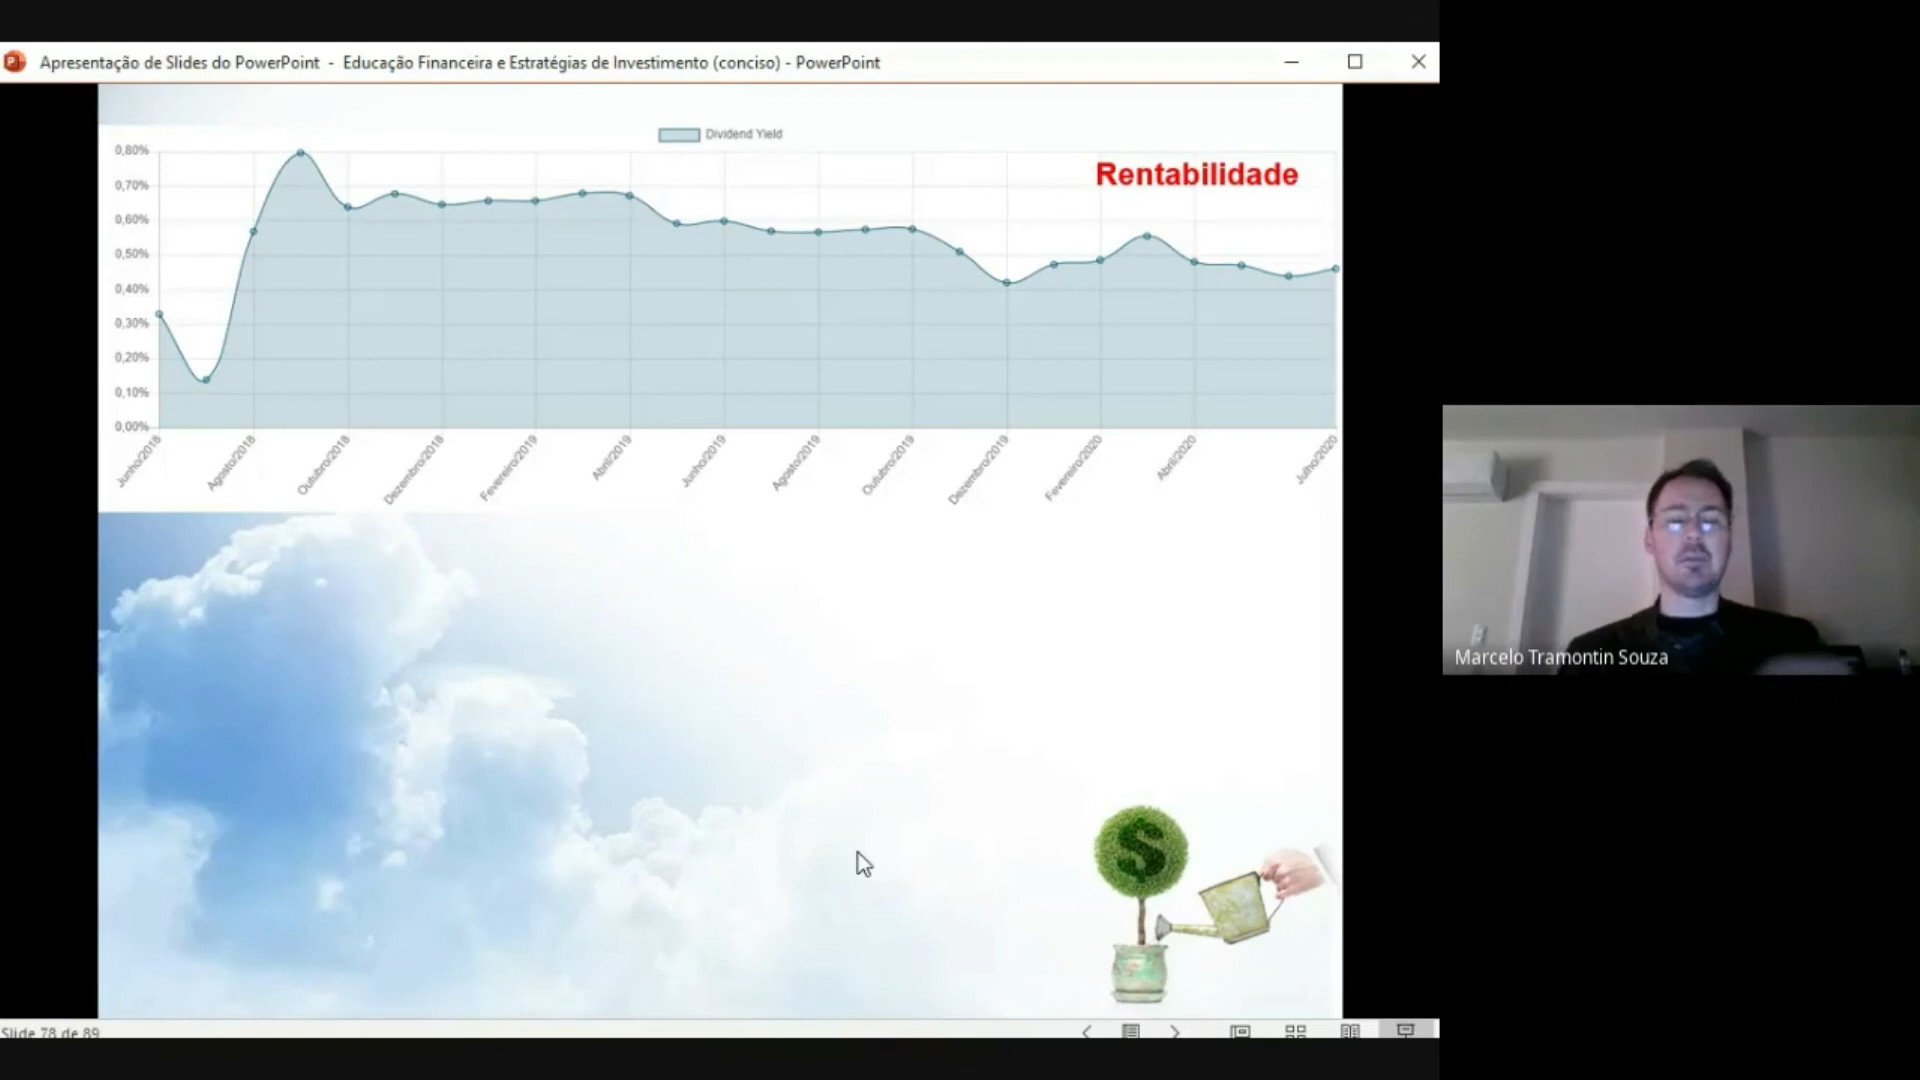 Apresentação de Slides do PowerPoint - Educação Financeira e Estratégias de Investimento (conciso) - PowerPoint
Dividend Yield
Rentabilidade
0,80%
0,70%
0,60%
0,50%
0,40%
0,30%
0,20%
0,10%
0,00%
Junho/2018
Agosto/2018
Outubro/2018
Dezembro/2018
Fevereiro/2019
Abril/2019
Junho/2019
Agosto/2019
Outubro/2019
Dezembro/2019
Fevereiro/2020
Abril/2020
Julho/2020
$
Marcelo Tramontin Souza
Slide 78 de 89